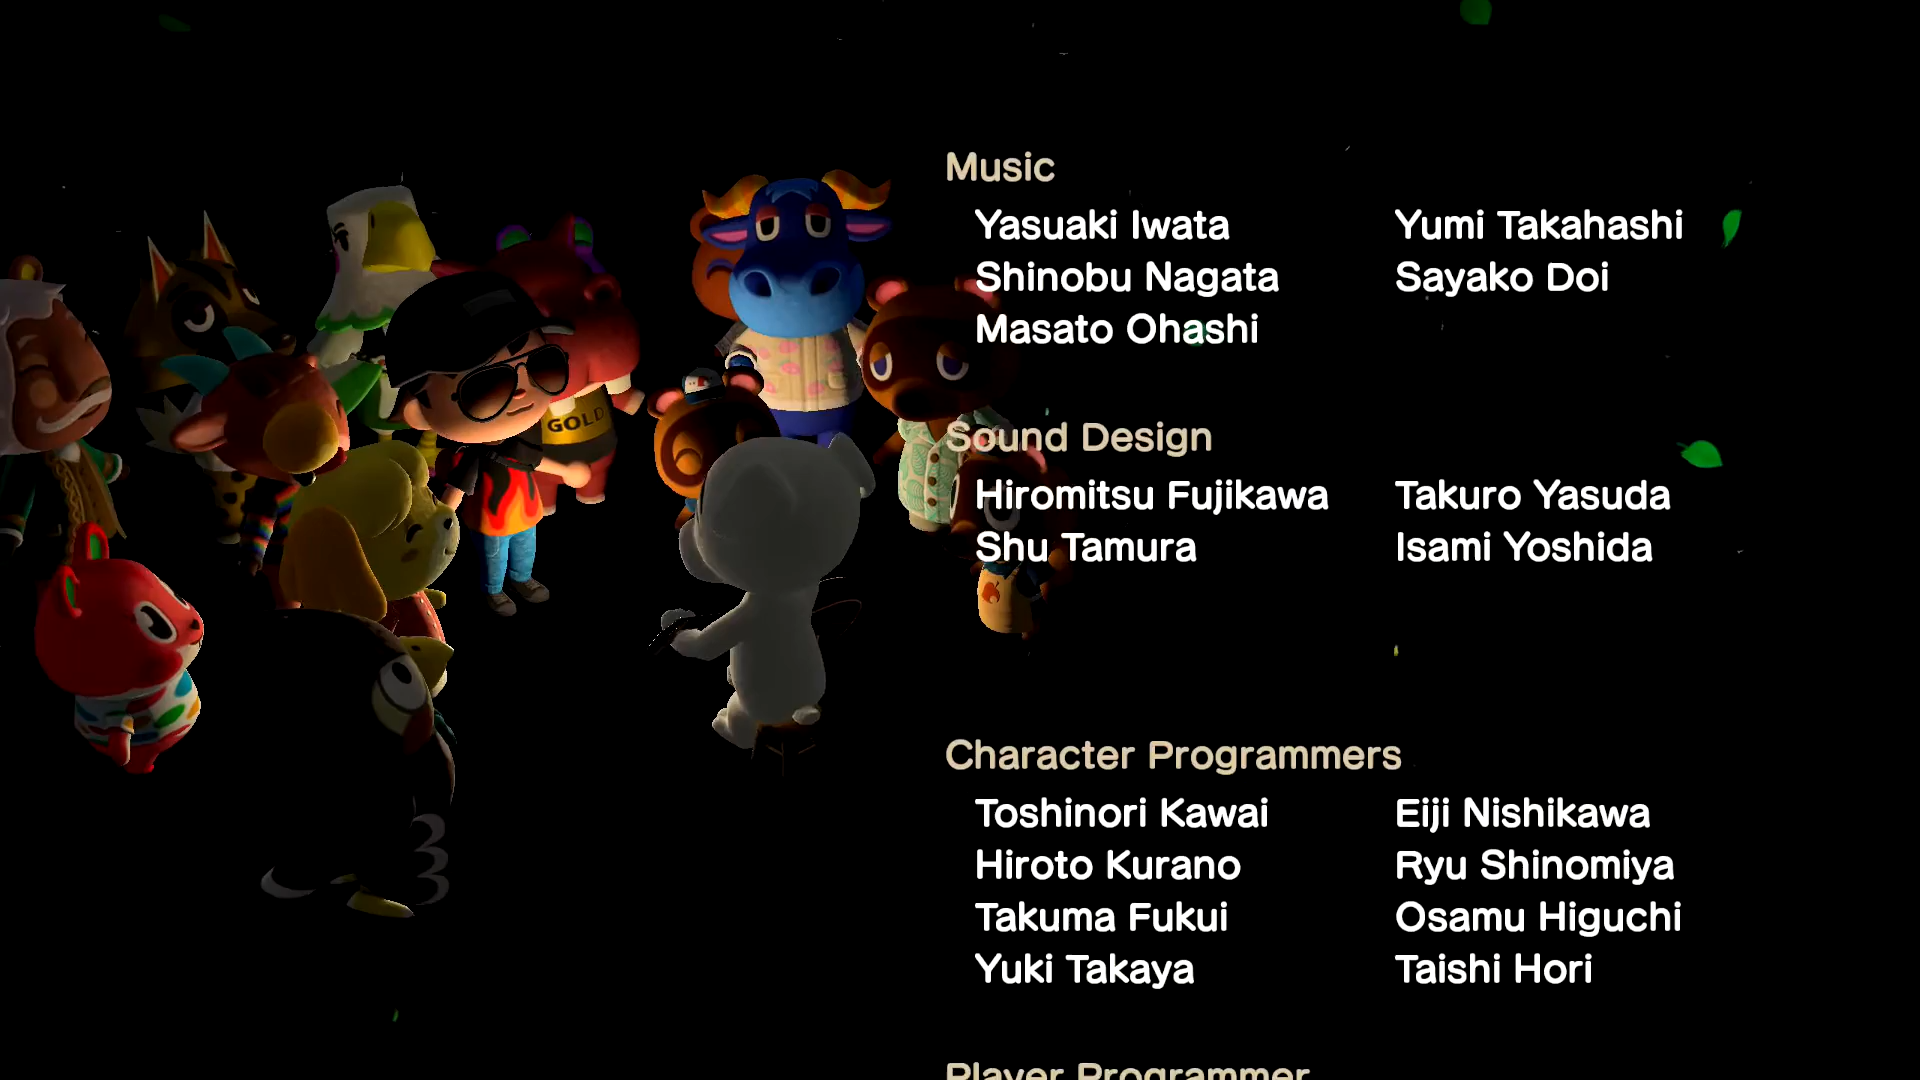 Music
Yasuaki Iwata Yumi Takahashi
Shinobu Nagata Sayako Doi
Masato Ohashi
GOLD
Sound Design
Hiromitsu Fujikawa Takuro Yasuda
Shu Tamura Isami Yoshida
Character Programmers
Toshinori Kawai Eiji Nishikawa
Hiroto Kurano Ryu Shinomiya
Takuma Fukui Osamu Higuchi
Yuki Takaya Taishi Hori
Player Programmer